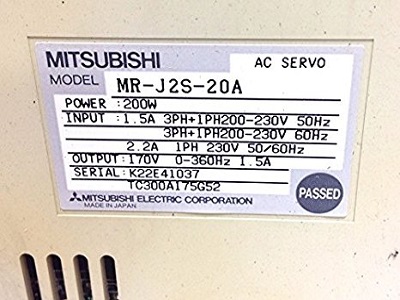 MITSUBISHI AC SERVO
MODEL MR-J2S-20A
POWER : 200W
INPUT : 1.5A 3PH+1PH200-230V 50Hz
3PH+1PH200-230V 60Hz
2.2A 1PH 230V 50/60Hz
OUTPUT: 170V 0-360Hz 1.5A
SERIAL: K22E41037
TC300A175G52
PASSED
MITSUBISHI ELECTRIC CORPORATION
MADE IN JAPAN